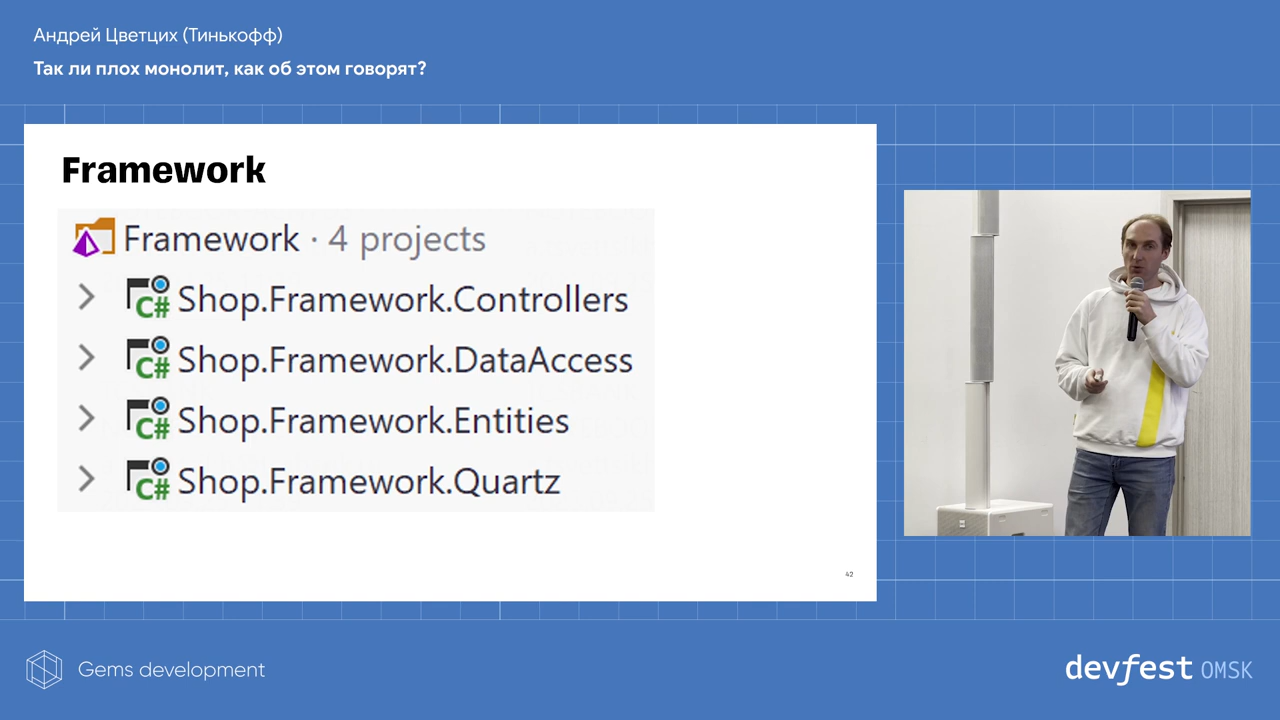 Андрей Цветцих (Тинькофф)
Так ли плох монолит, как об этом говорят?
Framework
Framework · 4 projects
C# Shop.Framework.Controllers
C# Shop.Framework.DataAccess
C# Shop.Framework.Entities
C# Shop.Framework.Quartz
42
Gems development
devfest OMSK